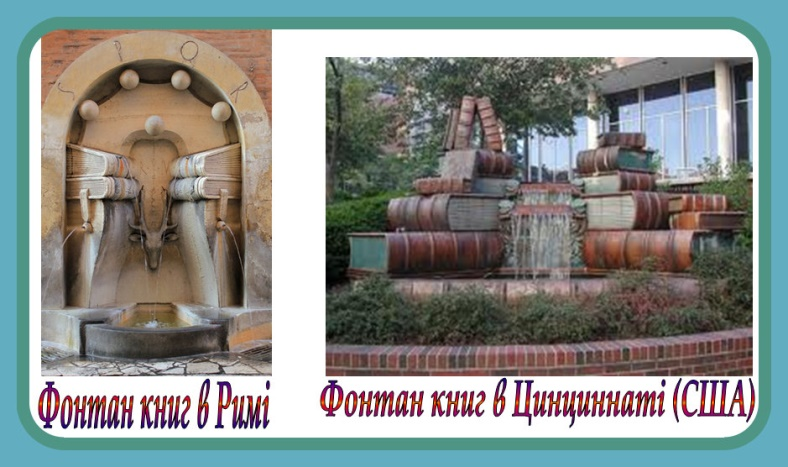 Фонтан книг в Римі
Фонтан книг в Цинциннаті (США)